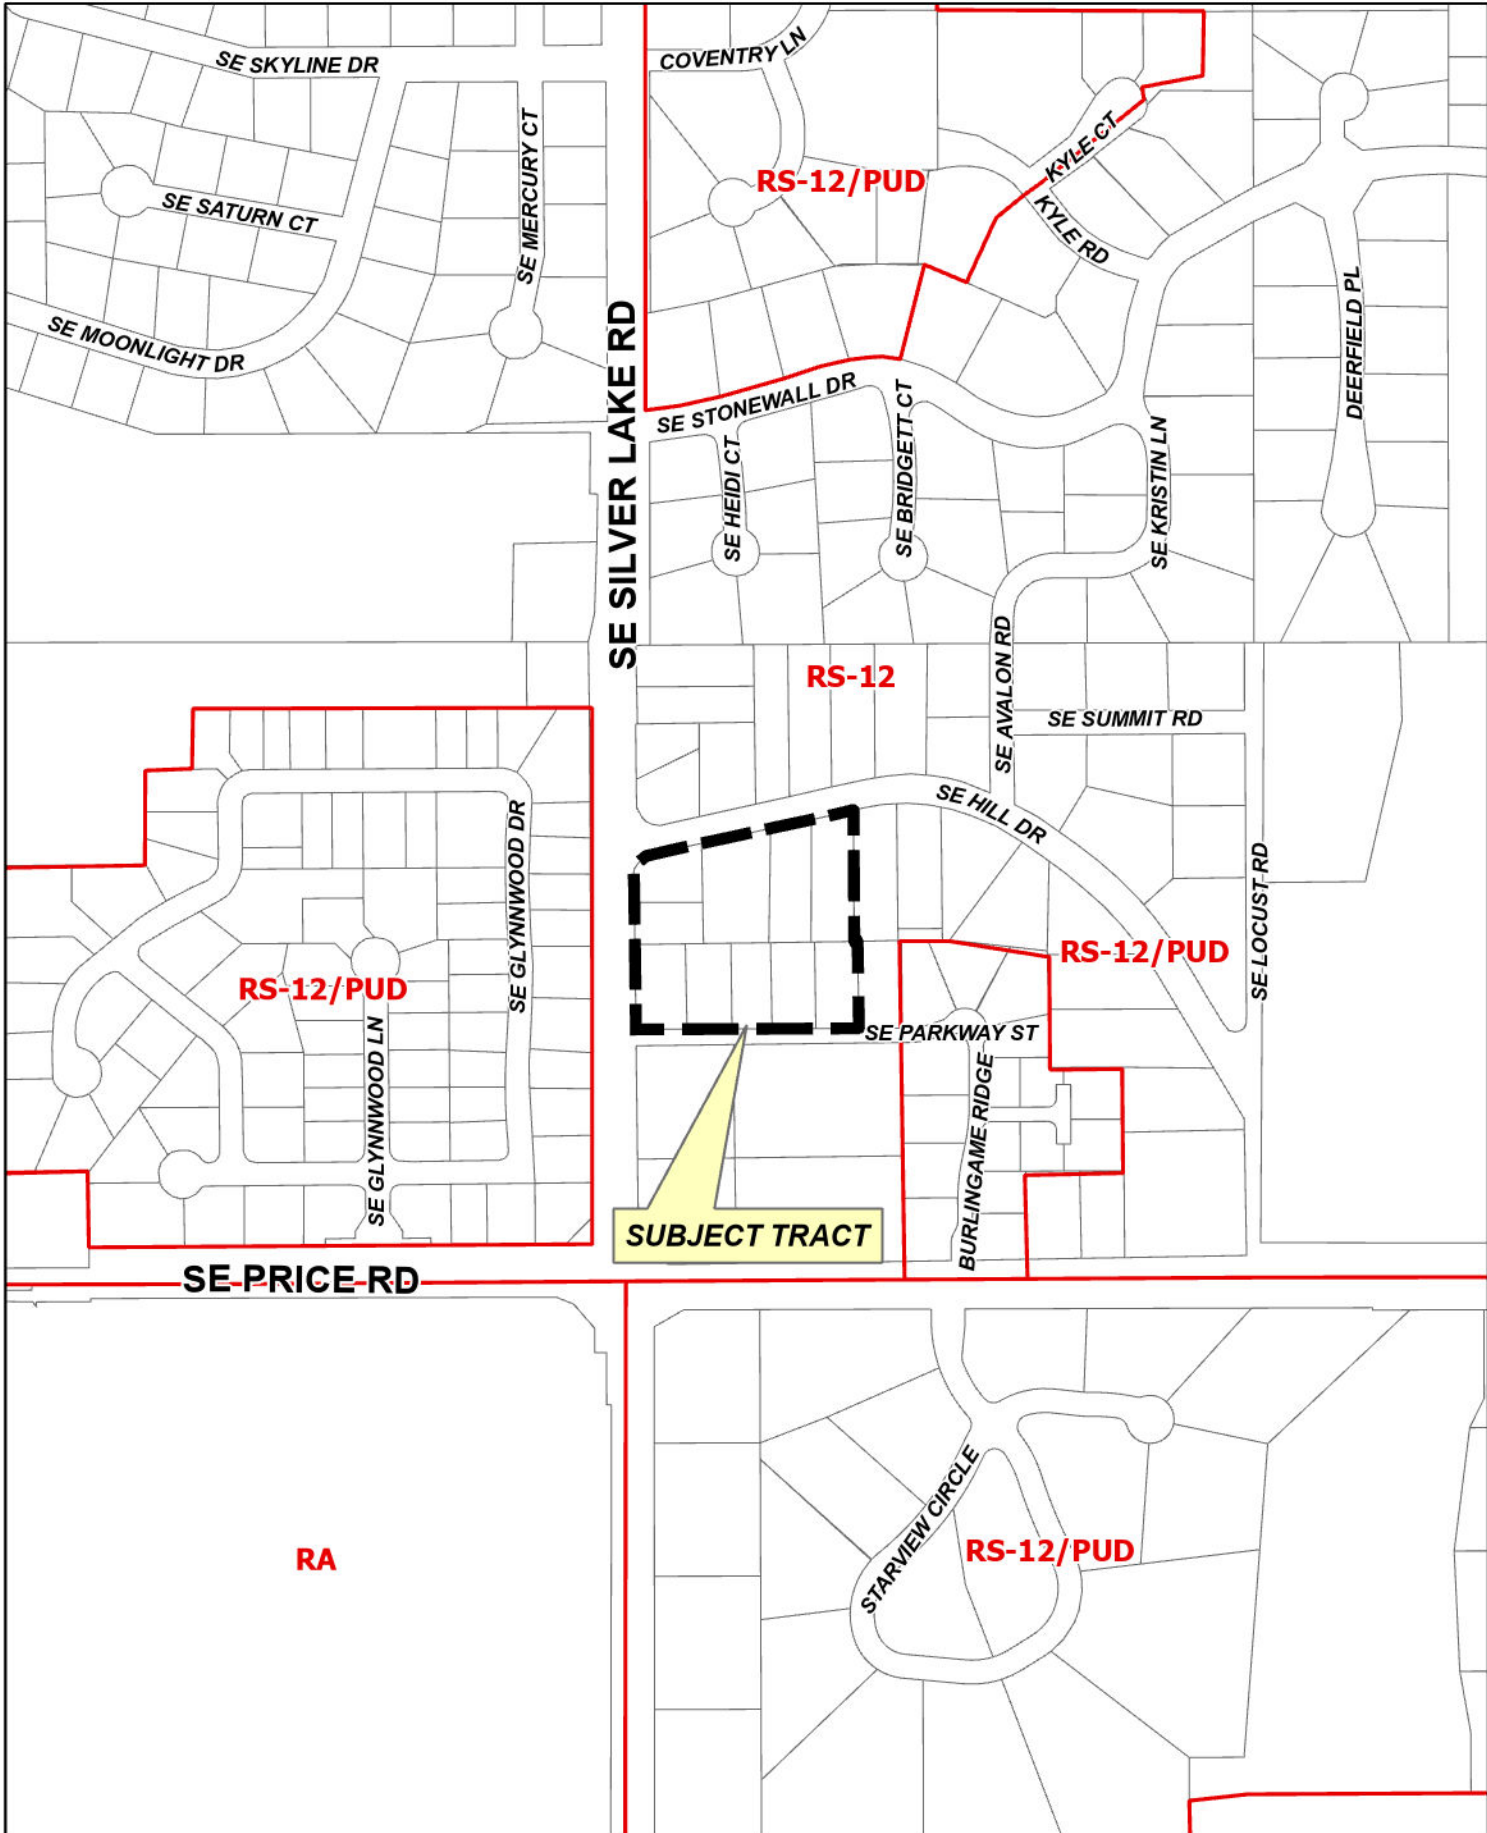 SE SKYLINE DR
COVENTRY LN
SE MERCURY CT
KYLE CT
RS-12/PUD
SE SATURN CT
KYLE RD
SE MOONLIGHT DR
DEERFIELD PL
SE SILVER LAKE RD
SE STONEWALL DR
SE BRIDGETT CT
SE HEIDI CT
SE KRISTIN LN
RS-12
SE AVALON RD
SE SUMMIT RD
SE HILL DR
SE GLYNNWOOD DR
SE LOCUST RD
RS-12/PUD
RS-12/PUD
SE PARKWAY ST
SE GLYNNWOOD LN
BURLINGAME RIDGE
SUBJECT TRACT
SE PRICE RD
STARVIEW CIRCLE
RA
RS-12/PUD